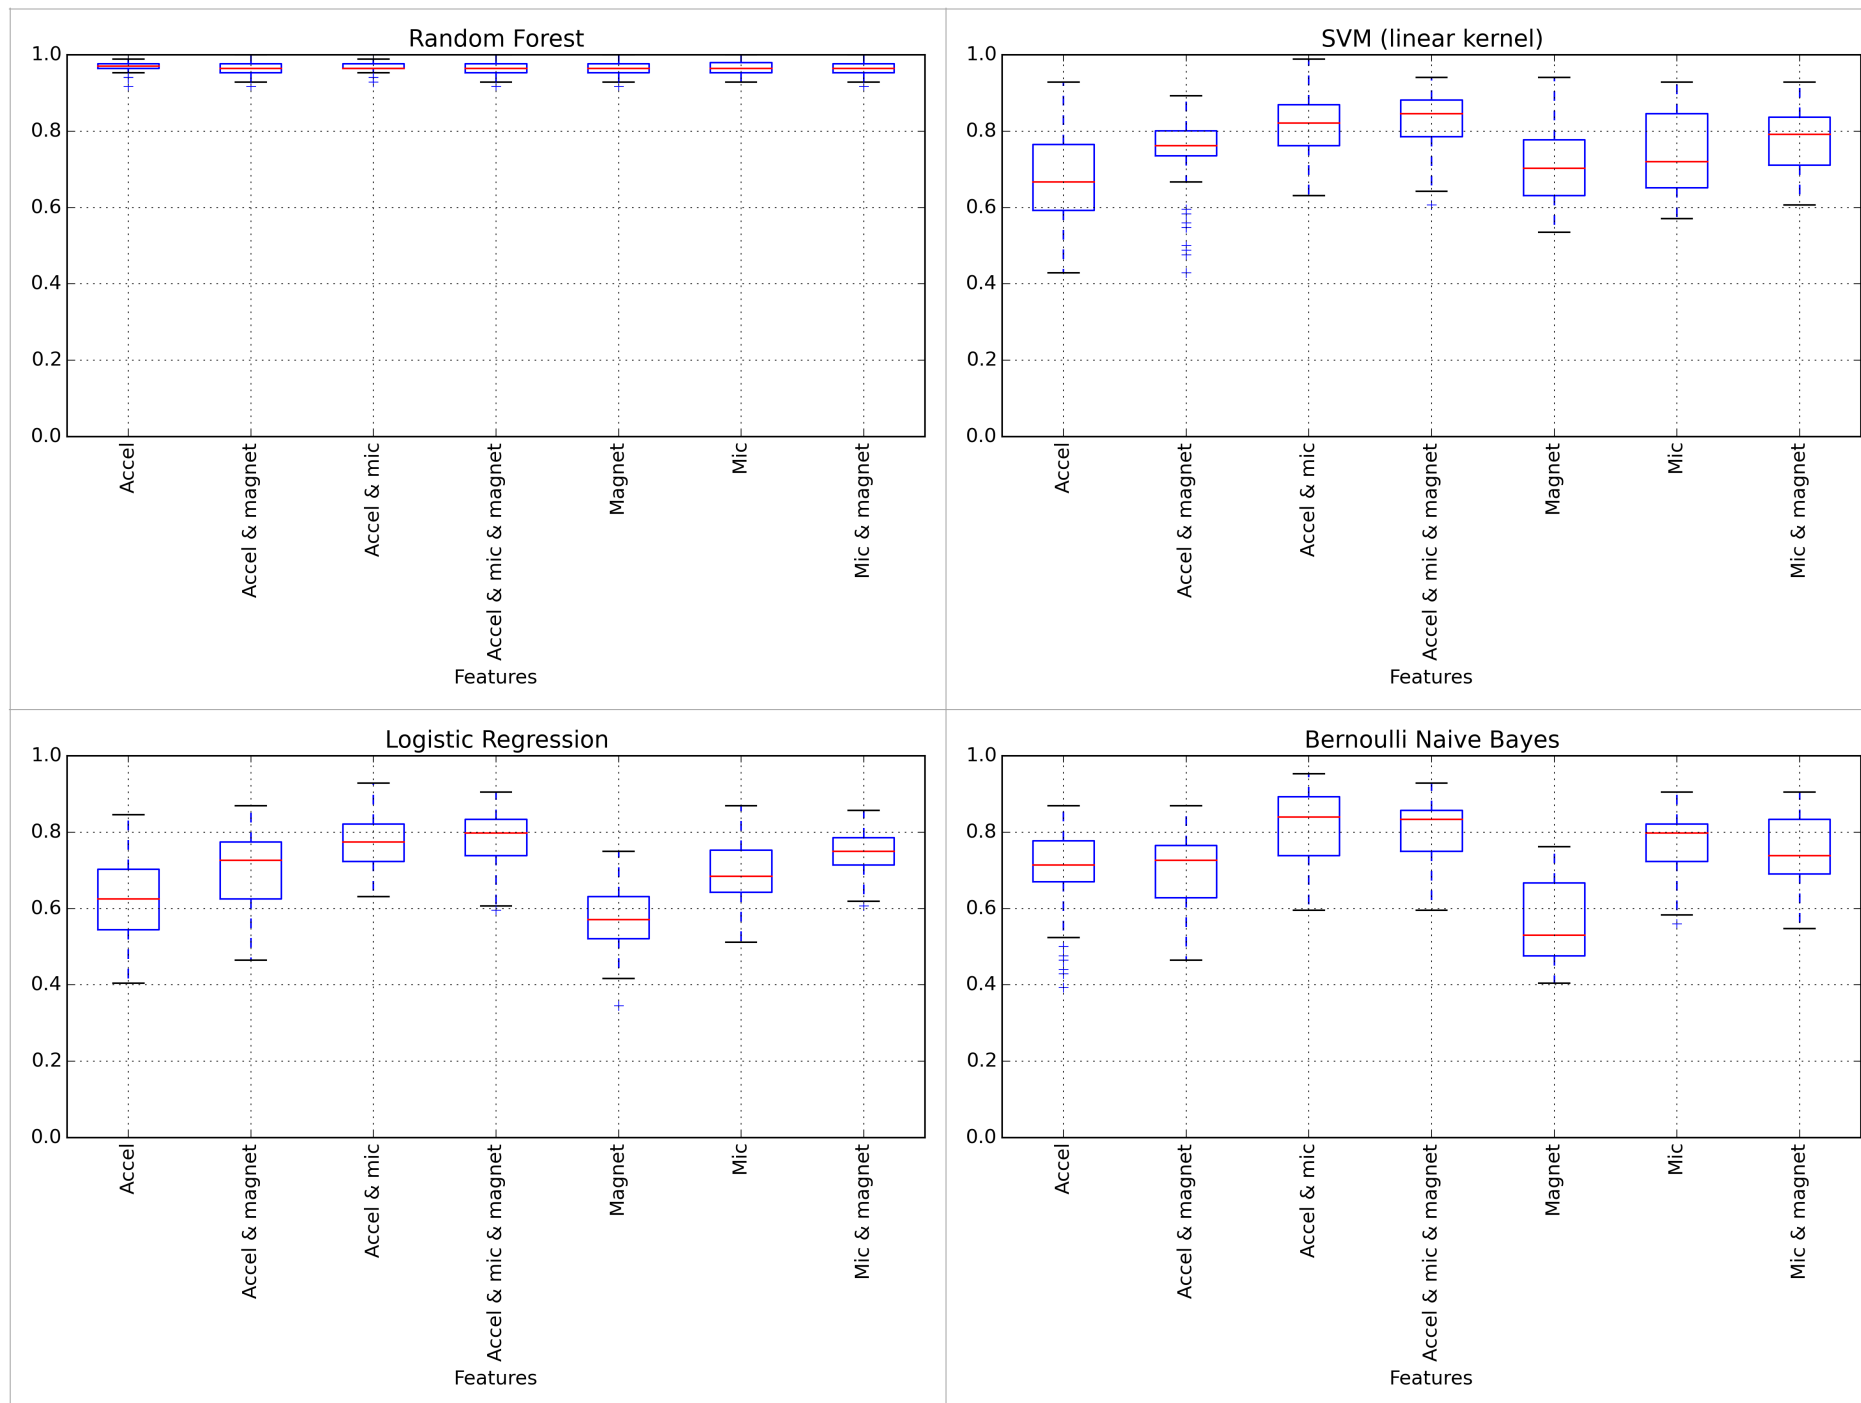 Random Forest
1.0
0.8
0.6
0.4
0.2
0.0
Accel
Accel & magnet
Accel & mic
Accel & mic & magnet
Magnet
Mic
Mic & magnet
Features
SVM (linear kernel)
1.0
0.8
0.6
0.4
0.2
0.0
Accel
Accel & magnet
Accel & mic
Accel & mic & magnet
Magnet
Mic
Mic & magnet
Features
Logistic Regression
1.0
0.8
0.6
0.4
0.2
0.0
Accel
Accel & magnet
Accel & mic
Accel & mic & magnet
Magnet
Mic
Mic & magnet
Features
Bernoulli Naive Bayes
1.0
0.8
0.6
0.4
0.2
0.0
Accel
Accel & magnet
Accel & mic
Accel & mic & magnet
Magnet
Mic
Mic & magnet
Features